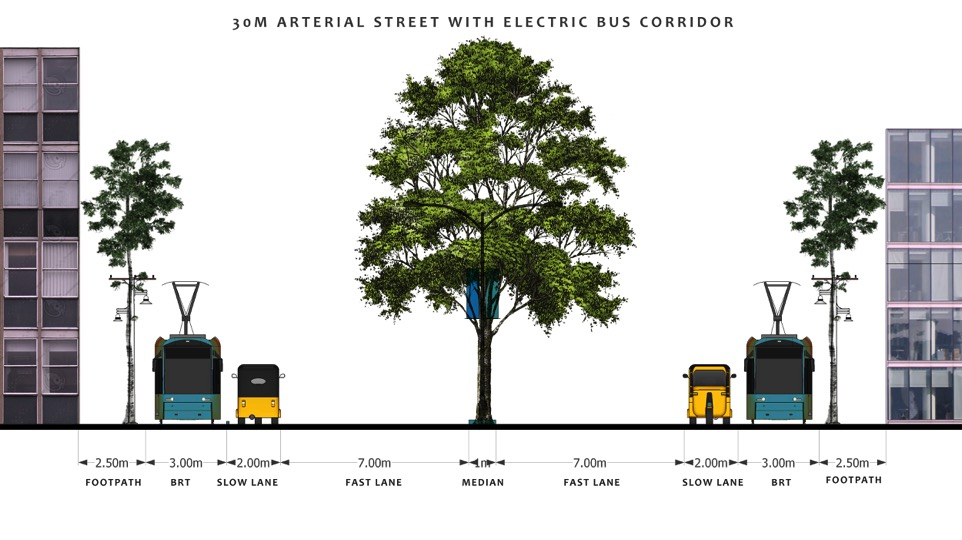 30M ARTERIAL STREET WITH ELECTRIC BUS CORRIDOR
2.50m 3.00m 2.00m 7.00m 1m 7.00m 2.00m 3.00m 2.50m
FOOTPATH BRT SLOW LANE FAST LANE MEDIAN FAST LANE SLOW LANE BRT FOOTPATH